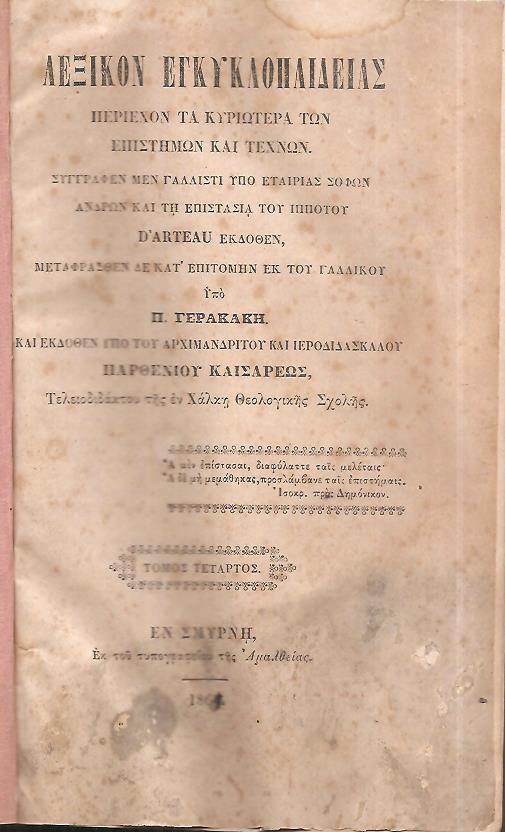 ΛΕΞΙΚΟΝ ΕΓΚΥΚΛΟΠΑΙΔΕΙΑΣ
ΠΕΡΙΕΧΟΝ ΤΑ ΚΥΡΙΩΤΕΡΑ ΤΩΝ
ΕΠΙΣΤΗΜΩΝ ΚΑΙ ΤΕΧΝΩΝ.
ΣΥΓΓΡΑΦΕΝ ΜΕΝ ΓΑΛΛΙΣΤΙ ΥΠΟ ΕΤΑΙΡΙΑΣ ΣΟΦΩΝ
ΑΝΔΡΩΝ ΚΑΙ ΤΗ ΕΠΙΣΤΑΣΙΑ ΤΟΥ ΙΠΠΟΤΟΥ
D'ARTEAU ΕΚΔΟΘΕΝ,
ΜΕΤΑΦΡΑΣΘΕΝ ΔΕ ΚΑΤ' ΕΠΙΤΟΜΗΝ ΕΚ ΤΟΥ ΓΑΛΛΙΚΟΥ
Ὑπὸ
Π. ΓΕΡΑΚΑΚΗ.
ΚΑΙ ΕΚΔΟΘΕΝ ΥΠΟ ΤΟΥ ΑΡΧΙΜΑΝΔΡΙΤΟΥ ΚΑΙ ΙΕΡΟΔΙΔΑΣΚΑΛΟΥ
ΠΑΡΘΕΝΙΟΥ ΚΑΙΣΑΡΕΩΣ,
Τελειοδιδάκτου τῆς ἐν Χάλκῃ Θεολογικῆς Σχολῆς.
Ἃ μὲν ἐπίστασαι, διαφύλαττε ταῖς μελέταις·
Ἃ δὲ μὴ μεμάθηκας, προσλάμβανε ταῖς ἐπιστήμαις.
Ἰσοκρ. πρὸς Δημόνικον.
ΤΟΜΟΣ ΤΕΤΑΡΤΟΣ.
ΕΝ ΣΜΥΡΝΗ,
Ἐκ τοῦ τυπογραφείου τῆς Ἀμαλθείας.